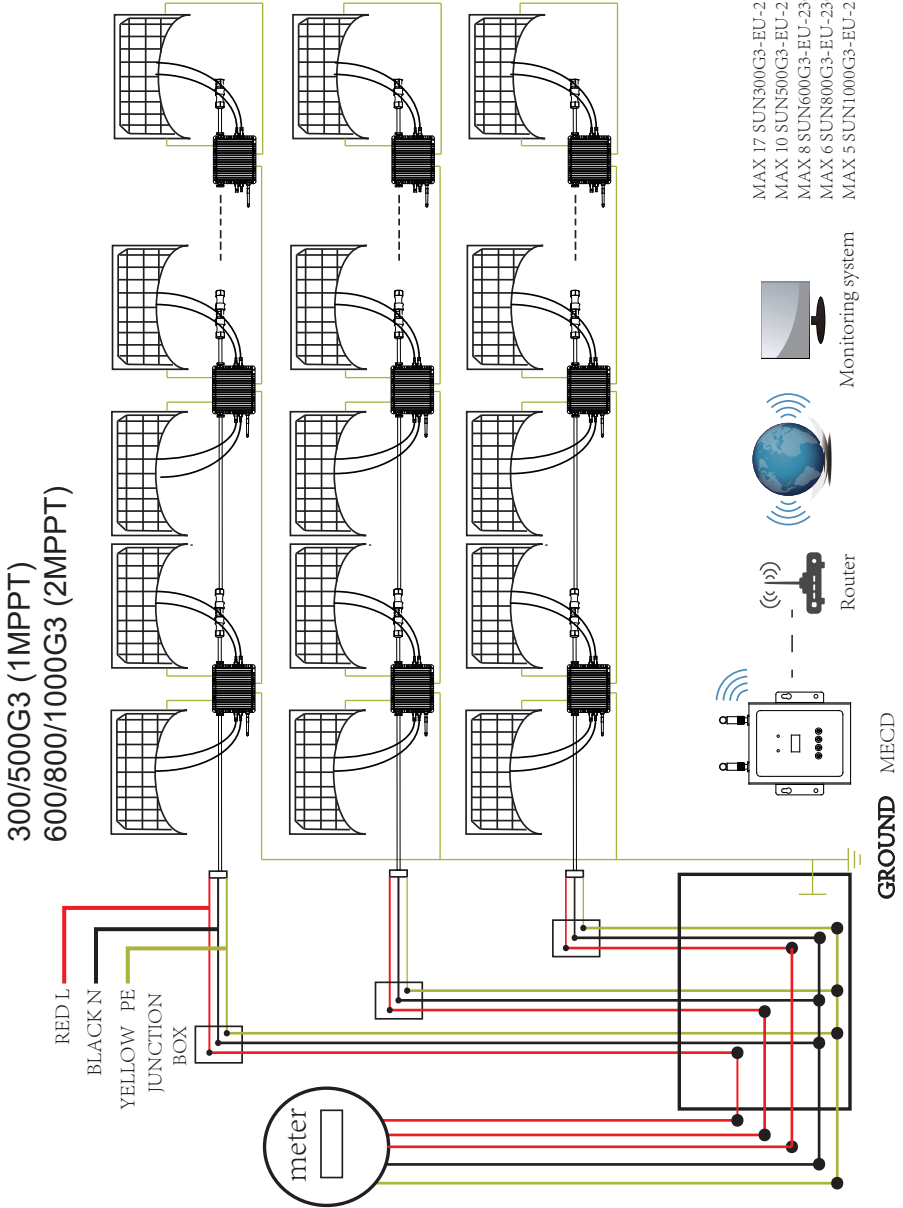 300/500G3 (1MPPT)
600/800/1000G3 (2MPPT)
RED L
BLACK N
YELLOW PE
JUNCTION
BOX
meter
GROUND
MECD
Router
Monitoring system
MAX 17 SUN300G3-EU-2
MAX 10 SUN500G3-EU-2
MAX 8 SUN600G3-EU-23
MAX 6 SUN800G3-EU-23
MAX 5 SUN1000G3-EU-2